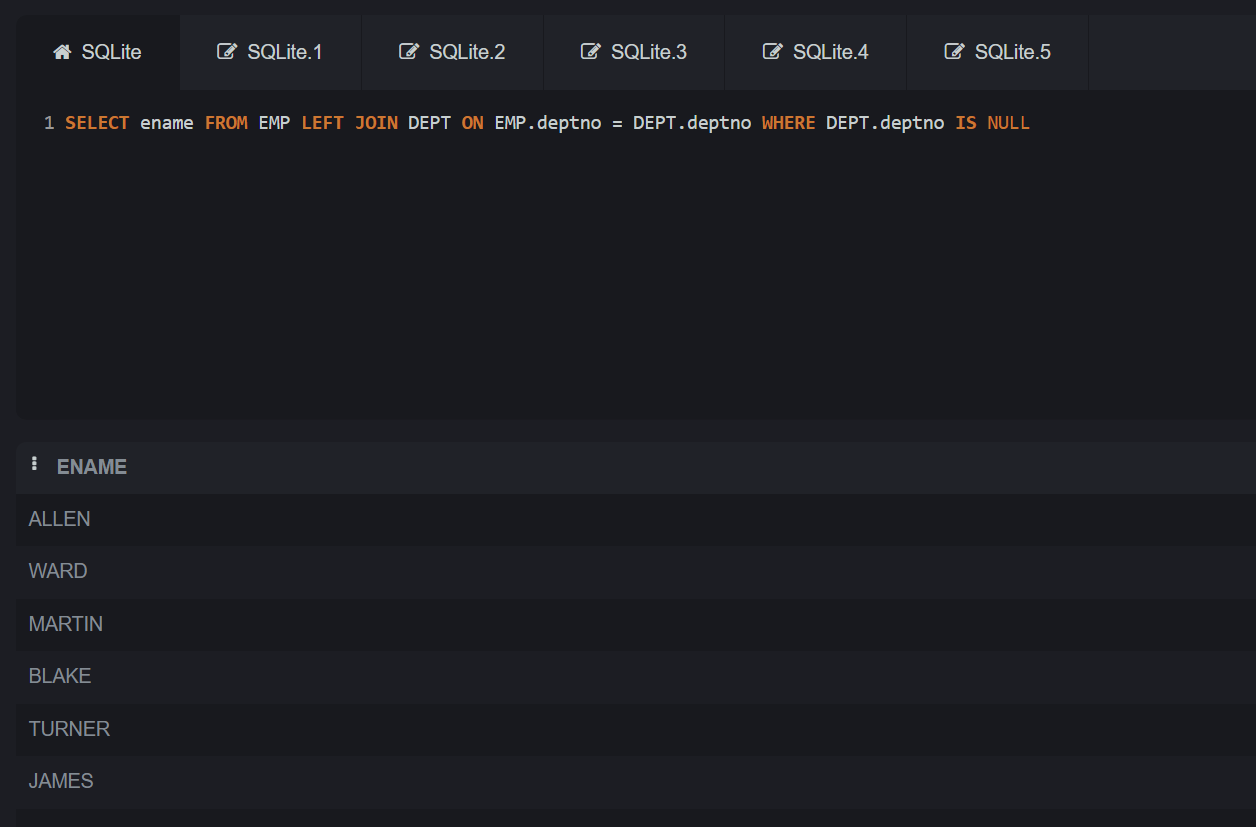 SQLite SQLite.1 SQLite.2 SQLite.3 SQLite.4 SQLite.5
1 SELECT ename FROM EMP LEFT JOIN DEPT ON EMP.deptno = DEPT.deptno WHERE DEPT.deptno IS NULL
ENAME
ALLEN
WARD
MARTIN
BLAKE
TURNER
JAMES